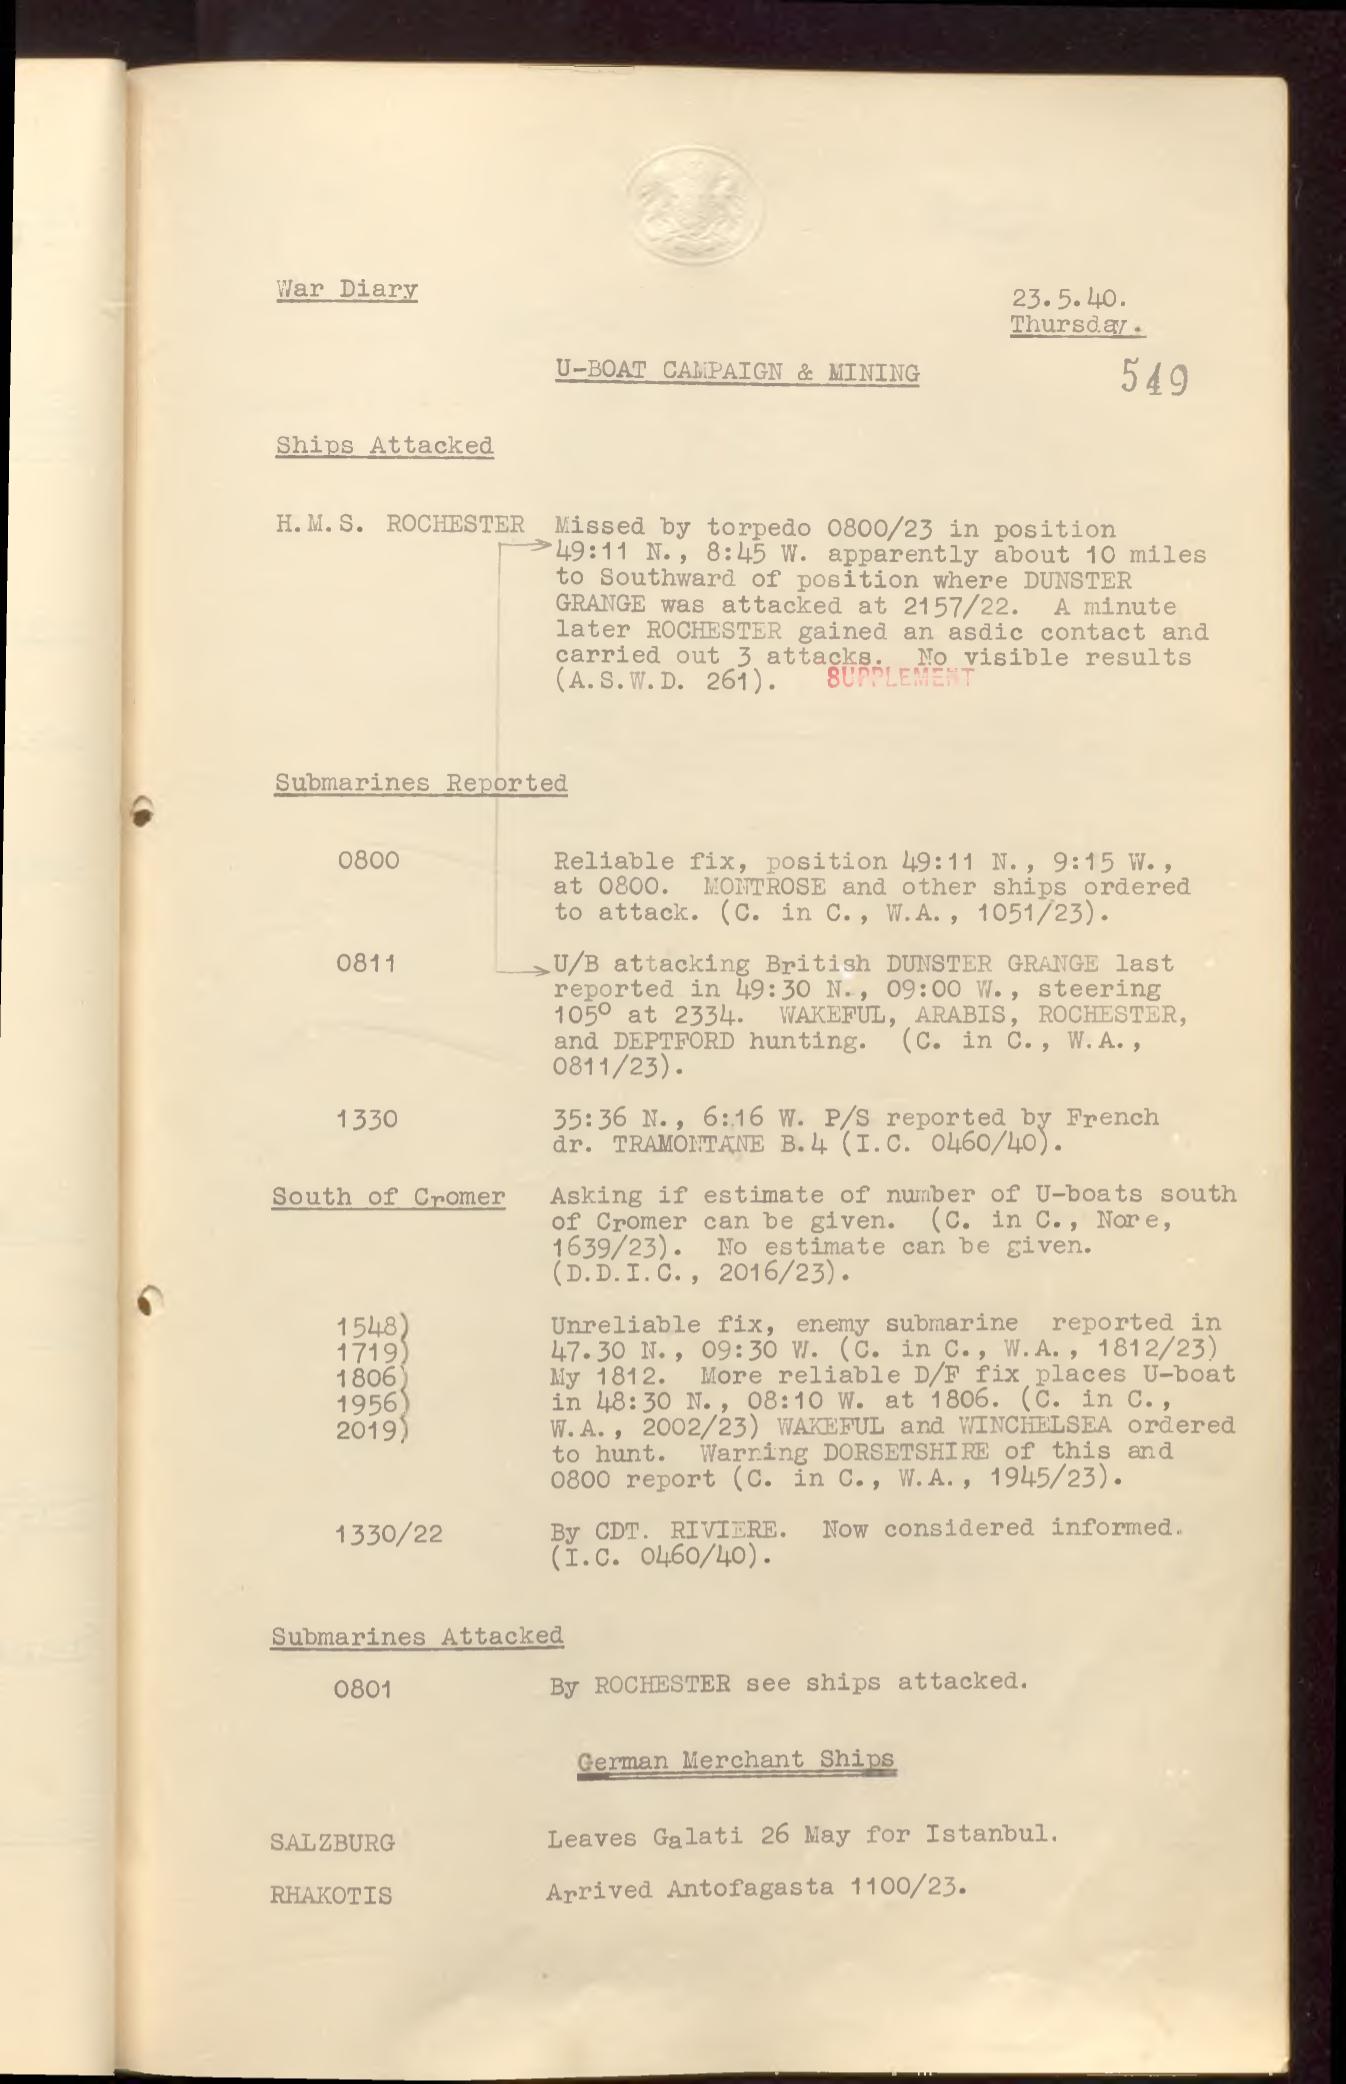 War Diary
23.5.40.
Thursday.
U-BOAT CAMPAIGN & MINING
549
Ships Attacked
H.M.S. ROCHESTER Missed by torpedo 0800/23 in position
49:11 N., 8:45 W. apparently about 10 miles
to Southward of position where DUNSTER
GRANGE was attacked at 2157/22. A minute
later ROCHESTER gained an asdic contact and
carried out 3 attacks. No visible results
(A.S.W.D. 261). SUPPLEMENT
Submarines Reported
0800 Reliable fix, position 49:11 N., 9:15 W.,
at 0800. MONTROSE and other ships ordered
to attack. (C. in C., W.A., 1051/23).
0811 U/B attacking British DUNSTER GRANGE last
reported in 49:30 N., 09:00 W., steering
105° at 2334. WAKEFUL, ARABIS, ROCHESTER,
and DEPTFORD hunting. (C. in C., W.A.,
0811/23).
1330 35:36 N., 6:16 W. P/S reported by French
dr. TRAMONTANE B.4 (I.C. 0460/40).
South of Cromer Asking if estimate of number of U-boats south
of Cromer can be given. (C. in C., Nore,
1639/23). No estimate can be given.
(D.D.I.C., 2016/23).
1548) Unreliable fix, enemy submarine reported in
1719) 47.30 N., 09:30 W. (C. in C., W.A., 1812/23)
1806) My 1812. More reliable D/F fix places U-boat
1956) in 48:30 N., 08:10 W. at 1806. (C. in C.,
2019) W.A., 2002/23) WAKEFUL and WINCHELSEA ordered
to hunt. Warning DORSETSHIRE of this and
0800 report (C. in C., W.A., 1945/23).
1330/22 By CDT. RIVIERE. Now considered informed.
(I.C. 0460/40).
Submarines Attacked
0801 By ROCHESTER see ships attacked.
German Merchant Ships
SALZBURG Leaves Galati 26 May for Istanbul.
RHAKOTIS Arrived Antofagasta 1100/23.